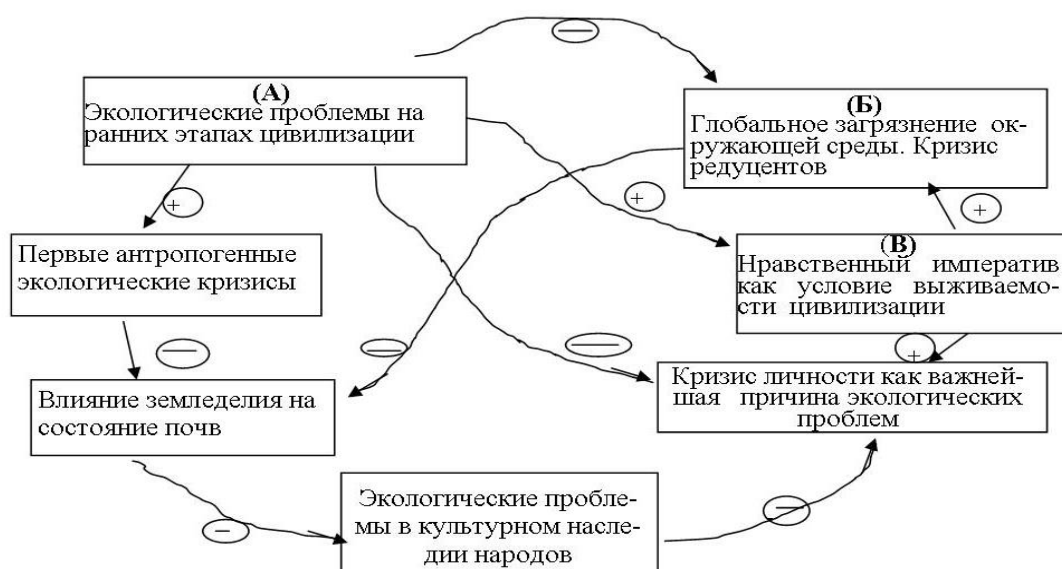 (А)
Экологические проблемы на
ранних этапах цивилизации
(Б)
Глобальное загрязнение ок-
ружающей среды. Кризис
редуцентов
+
+
+
Первые антропогенные
экологические кризисы
(В)
Нравственный императив
как условие выживаемо-
сти цивилизации
+
Влияние земледелия на
состояние почв
Кризис личности как важней-
шая причина экологических
проблем
Экологические пробле-
мы в культурном насле-
дии народов